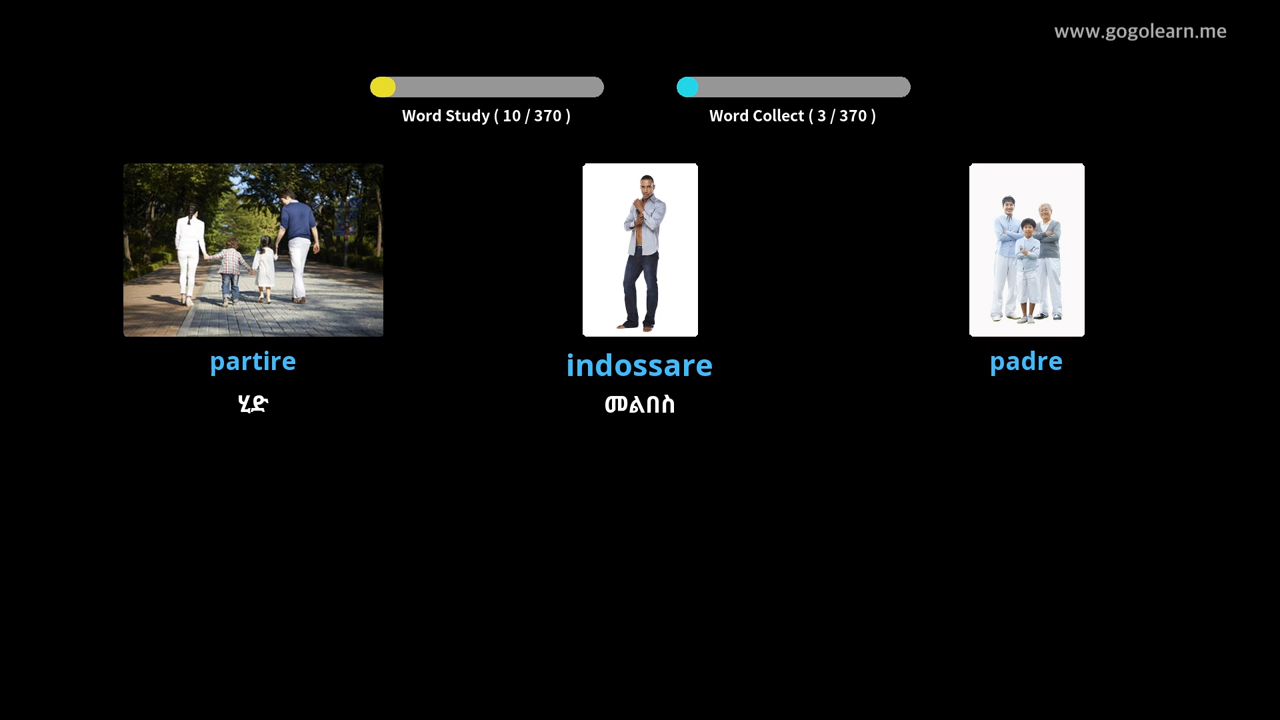 www.gogolearn.me
Word Study ( 10 / 370 )
Word Collect ( 3 / 370 )
partire
indossare
padre
ሂድ
መልበስ